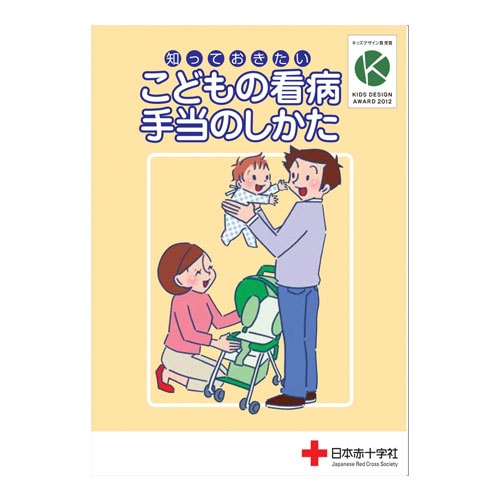 知っておきたい
こどもの看病
手当のしかた
キッズデザイン賞 受賞
KIDS DESIGN
AWARD 2012
日本赤十字社
Japanese Red Cross Society